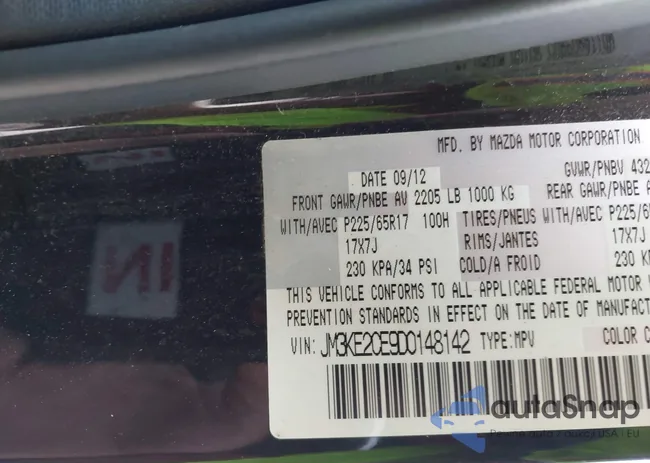 MFD. BY MAZDA MOTOR CORPORATION
DATE 09/12
GVWR/PNBV 432
FRONT GAWR/PNBE AV 2205 LB 1000 KG
REAR GAWR/PNBE A
WITH/AVEC P225/65R17 100H TIRES/PNEUS P225/65
17X7J RIMS/JANTES 17X7J
230 KPA/34 PSI COLD/A FROID 230 K
THIS VEHICLE CONFORMS TO ALL APPLICABLE FEDERAL MOTOR
PREVENTION STANDARDS IN EFFECT ON THE DATE OF MANUFACT
VIN: JM3KE2CE9D0148142 TYPE:MPV COLOR C
autoSnap